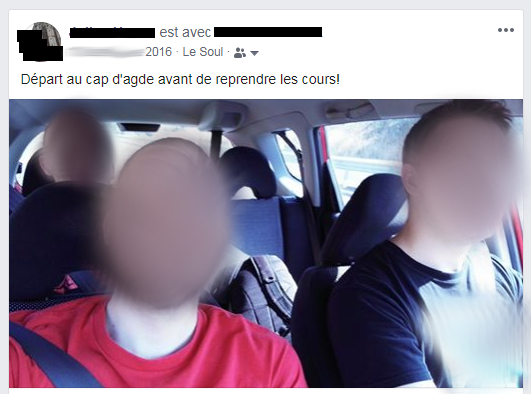 est avec
2016 · Le Soul ·
Départ au cap d'agde avant de reprendre les cours!